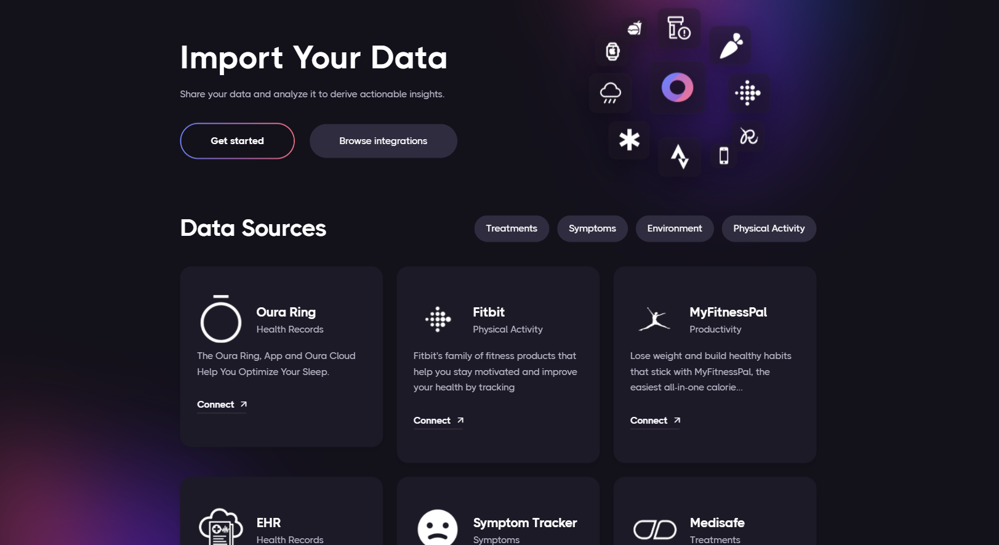 Import Your Data
Share your data and analyze it to derive actionable insights.
Get started
Browse integrations
Data Sources
Treatments
Symptoms
Environment
Physical Activity
Oura Ring
Health Records
The Oura Ring, App and Oura Cloud
Help You Optimize Your Sleep.
Connect
Fitbit
Physical Activity
Fitbit's family of fitness products that
help you stay motivated and improve
your health by tracking
Connect
MyFitnessPal
Productivity
Lose weight and build healthy habits
that stick with MyFitnessPal, the
easiest all-in-one calorie...
Connect
EHR
Health Records
Symptom Tracker
Symptoms
Medisafe
Treatments